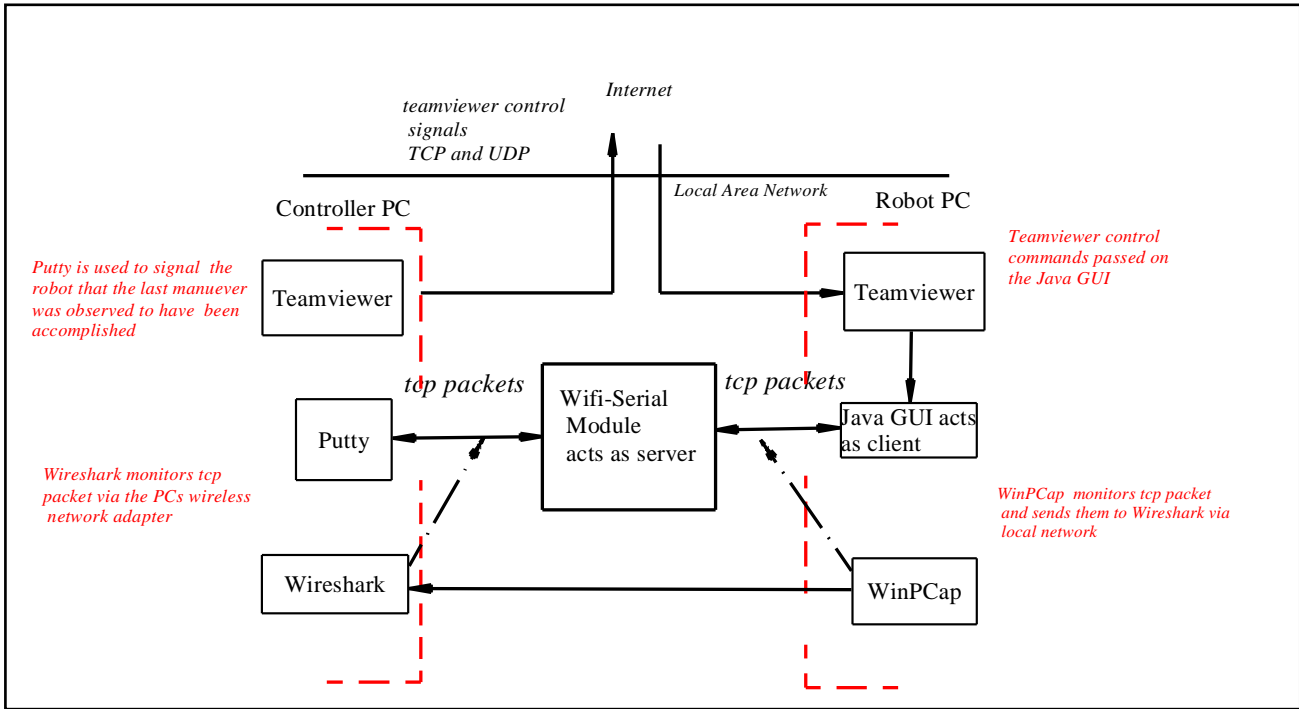 Internet
teamviewer control
signals
TCP and UDP
Local Area Network
Controller PC
Robot PC
Putty is used to signal the
robot that the last manuever
was observed to have been
accomplished
Teamviewer
Teamviewer
Teamviewer control
commands passed on
the Java GUI
tcp packets
tcp packets
Putty
Wifi-Serial
Module
acts as server
Java GUI acts
as client
Wireshark monitors tcp
packet via the PCs wireless
network adapter
WinPCap monitors tcp packet
and sends them to Wireshark via
local network
Wireshark
WinPCap